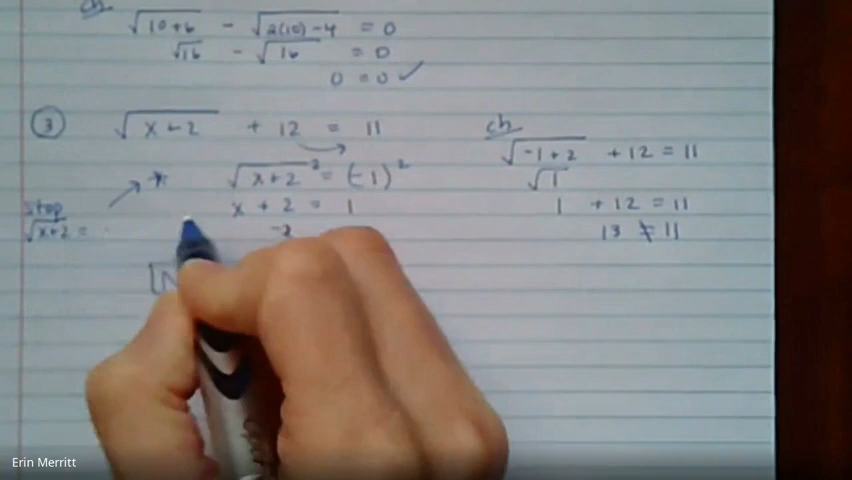 ch
√10+6 - √2(10)-4 = 0
√16 - √16 = 0
0 = 0 ✓
③ √x+2 + 12 = 11
* √x+2² = (-1)²
x + 2 = 1
-2
stop
√x+2 =
ch
√-1+2 + 12 = 11
√1
1 + 12 = 11
13 ≠ 11
Erin Merritt